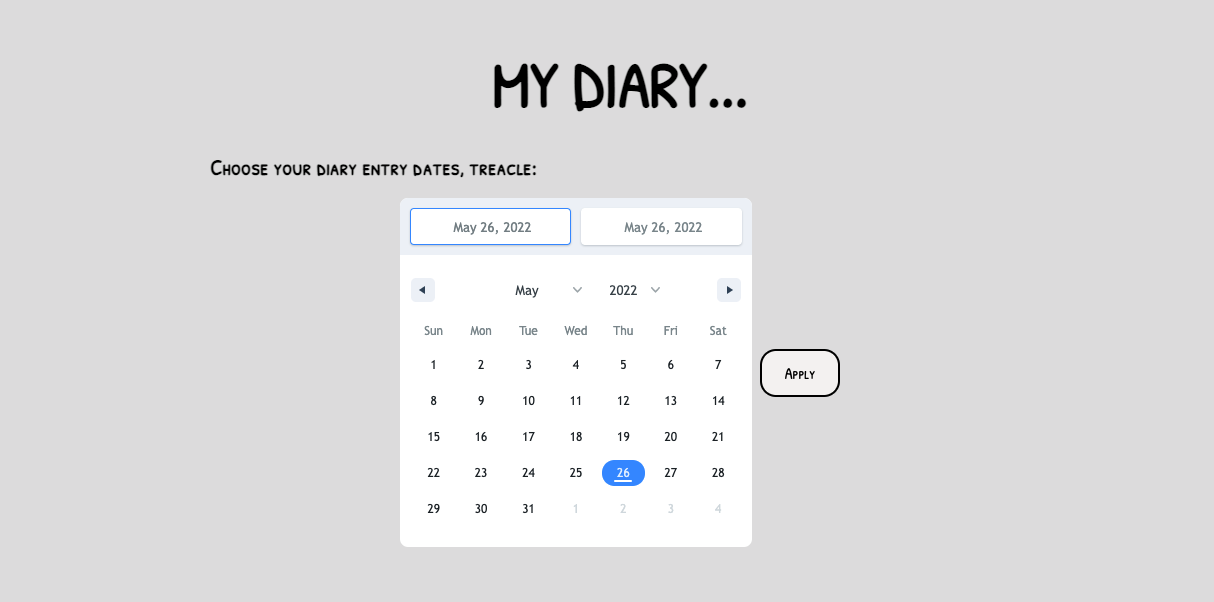 MY DIARY...
Choose your diary entry dates, treacle:
May 26, 2022 May 26, 2022
May 2022
Sun Mon Tue Wed Thu Fri Sat
1 2 3 4 5 6 7
8 9 10 11 12 13 14
Apply
15 16 17 18 19 20 21
22 23 24 25 26 27 28
29 30 31 1 2 3 4